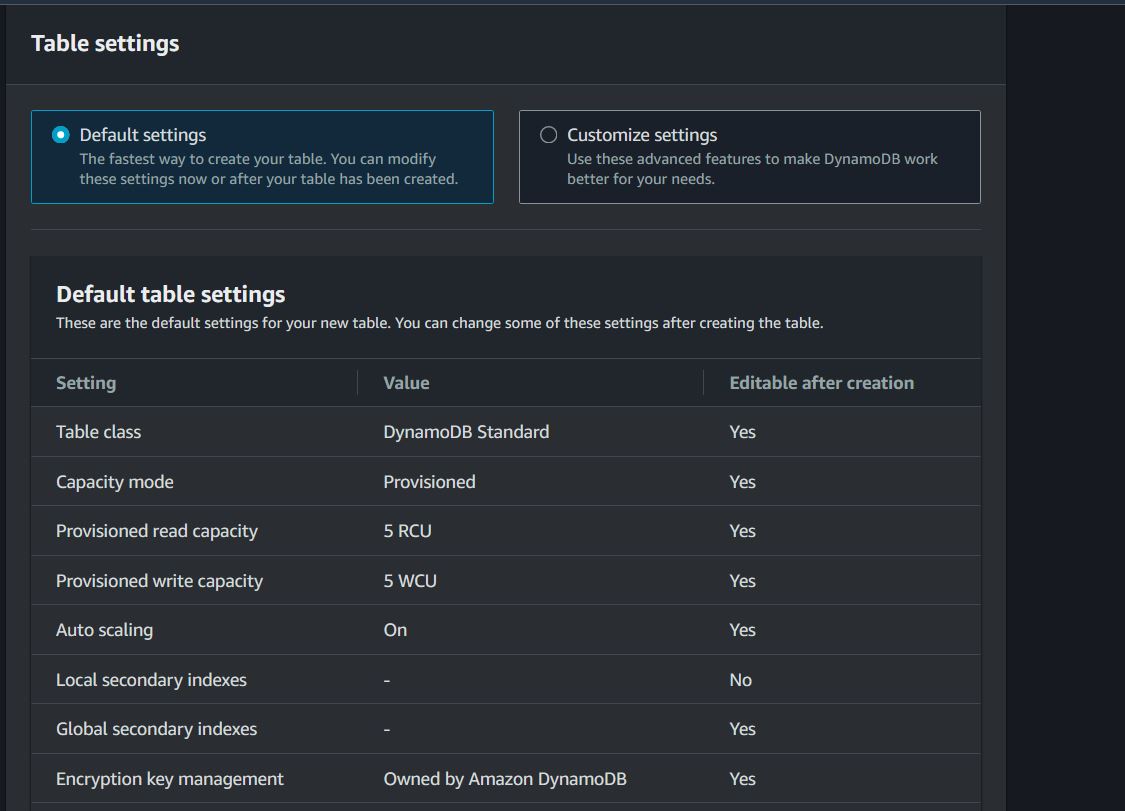 Table settings
Default settings
The fastest way to create your table. You can modify
these settings now or after your table has been created.
Customize settings
Use these advanced features to make DynamoDB work
better for your needs.
Default table settings
These are the default settings for your new table. You can change some of these settings after creating the table.
Setting Value Editable after creation
Table class DynamoDB Standard Yes
Capacity mode Provisioned Yes
Provisioned read capacity 5 RCU Yes
Provisioned write capacity 5 WCU Yes
Auto scaling On Yes
Local secondary indexes - No
Global secondary indexes - Yes
Encryption key management Owned by Amazon DynamoDB Yes